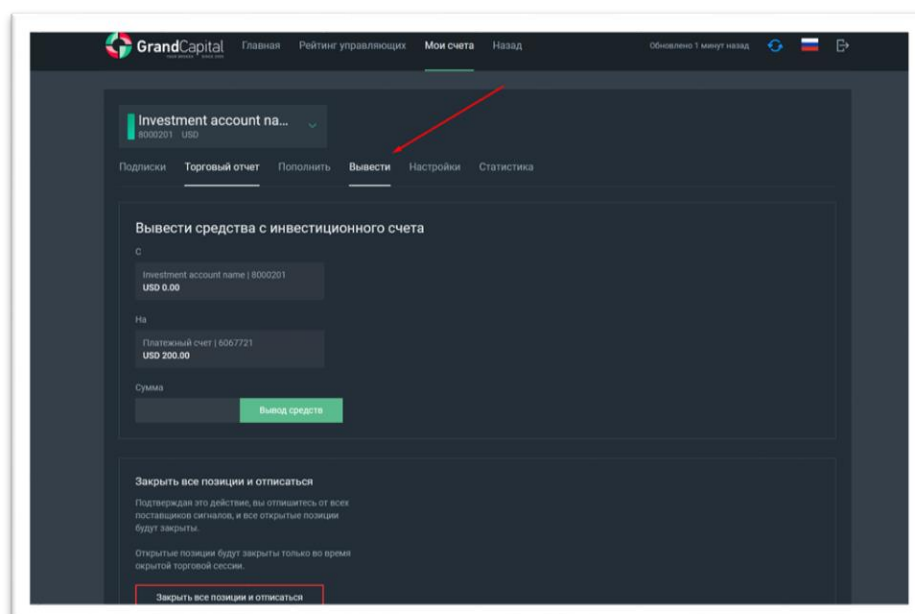 GrandCapital
Главная Рейтинг управляющих Мои счета Назад
Обновлено 1 минут назад
Investment account na...
8000201 USD
Подписки Торговый отчет Пополнить Вывести Настройки Статистика
Вывести средства с инвестиционного счета
С
Investment account name | 8000201
USD 0.00
На
Платежный счет | 6067721
USD 200.00
Сумма
Вывод средств
Закрыть все позиции и отписаться
Подтверждая это действие, вы отпишитесь от всех
поставщиков сигналов, и все открытые позиции
будут закрыты.
Открытые позиции будут закрыты только во время
окрытой торговой сессии.
Закрыть все позиции и отписаться